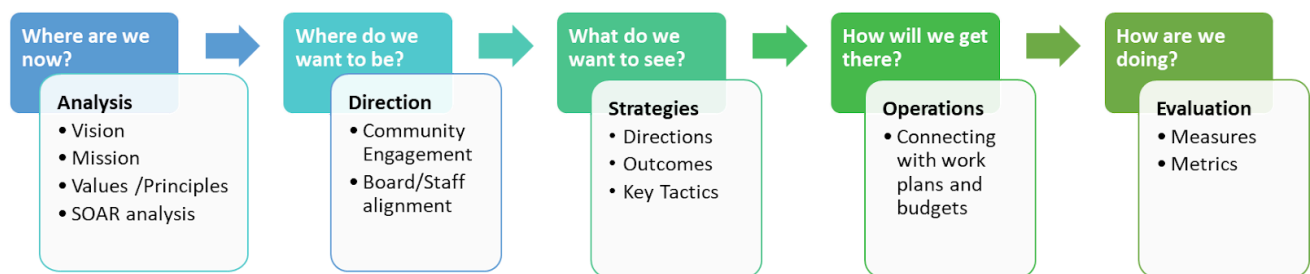 Where are we
now?
Analysis
• Vision
• Mission
• Values /Principles
• SOAR analysis
Where do we
want to be?
Direction
• Community
Engagement
• Board/Staff
alignment
What do we
want to see?
Strategies
• Directions
• Outcomes
• Key Tactics
How will we get
there?
Operations
• Connecting
with work
plans and
budgets
How are we
doing?
Evaluation
• Measures
• Metrics